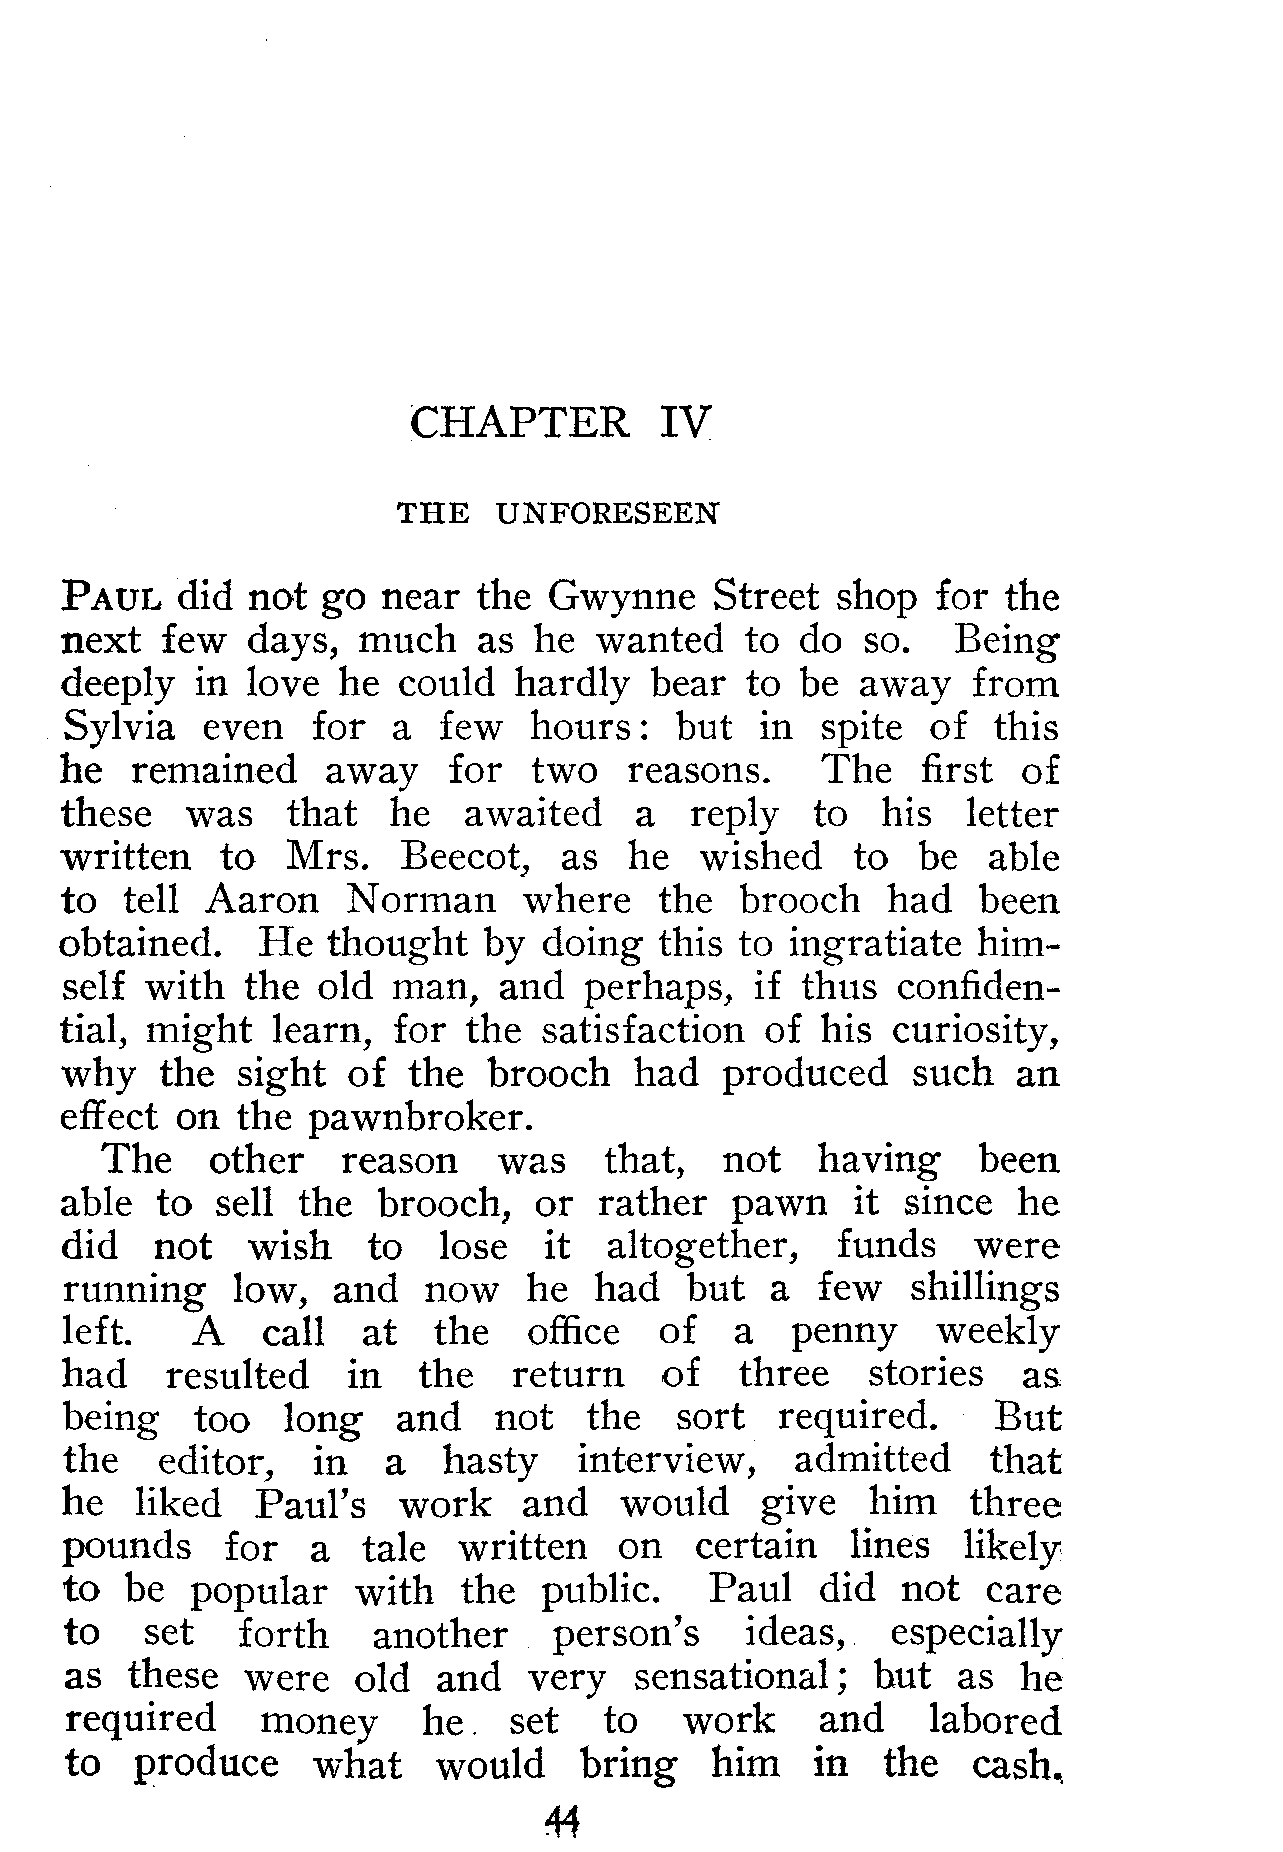 CHAPTER IV
THE UNFORESEEN
PAUL did not go near the Gwynne Street shop for the
next few days, much as he wanted to do so. Being
deeply in love he could hardly bear to be away from
Sylvia even for a few hours: but in spite of this
he remained away for two reasons. The first of
these was that he awaited a reply to his letter
written to Mrs. Beecot, as he wished to be able
to tell Aaron Norman where the brooch had been
obtained. He thought by doing this to ingratiate him-
self with the old man, and perhaps, if thus confiden-
tial, might learn, for the satisfaction of his curiosity,
why the sight of the brooch had produced such an
effect on the pawnbroker.
The other reason was that, not having been
able to sell the brooch, or rather pawn it since he
did not wish to lose it altogether, funds were
running low, and now he had but a few shillings
left. A call at the office of a penny weekly
had resulted in the return of three stories as
being too long and not the sort required. But
the editor, in a hasty interview, admitted that
he liked Paul's work and would give him three
pounds for a tale written on certain lines likely
to be popular with the public. Paul did not care
to set forth another person's ideas, especially
as these were old and very sensational; but as he
required money he set to work and labored
to produce what would bring him in the cash.
44